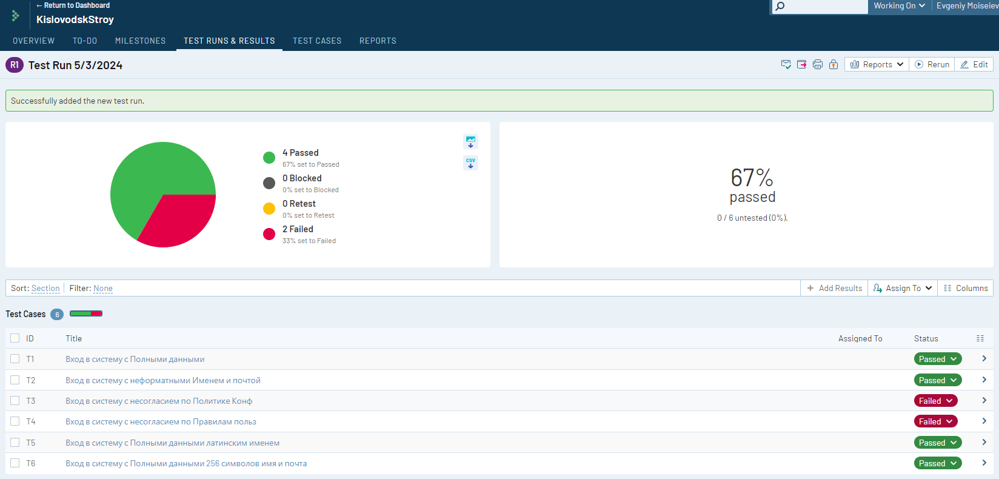 ← Return to Dashboard
KislovodskStroy
Working On
Evgeniy Moiseiev
OVERVIEW TO-DO MILESTONES TEST RUNS & RESULTS TEST CASES REPORTS
R1 Test Run 5/3/2024
Reports Rerun Edit
Successfully added the new test run.
4 Passed
67% set to Passed
0 Blocked
0% set to Blocked
0 Retest
0% set to Retest
2 Failed
33% set to Failed
CSV
67%
passed
0 / 6 untested (0%).
Sort: Section Filter: None
Add Results Assign To Columns
Test Cases 6
ID Title Assigned To Status
T1 Вход в систему с Полными данными Passed
T2 Вход в систему с неформатными Именем и почтой Passed
T3 Вход в систему с несогласием по Политике Конф Failed
T4 Вход в систему с несогласием по Правилам польз Failed
T5 Вход в систему с Полными данными латинским именем Passed
T6 Вход в систему с Полными данными 256 символов имя и почта Passed